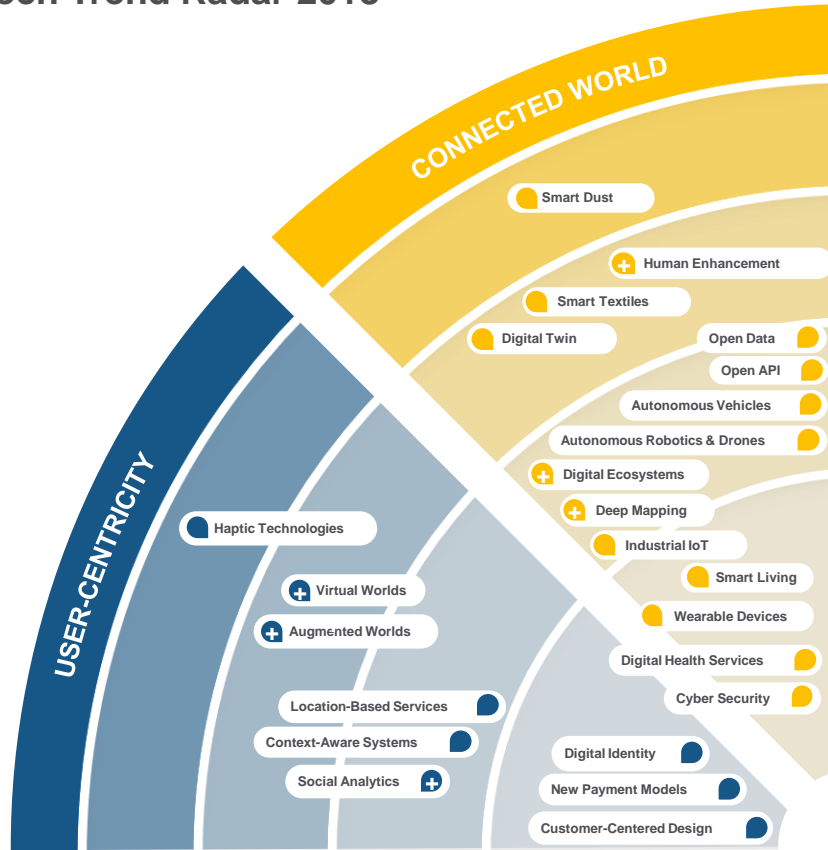 Trend Radar
CONNECTED WORLD
Smart Dust
Human Enhancement
Smart Textiles
Digital Twin
Open Data
Open API
Autonomous Vehicles
Autonomous Robotics & Drones
Digital Ecosystems
Deep Mapping
Industrial IoT
Smart Living
Wearable Devices
Digital Health Services
Cyber Security
USER-CENTRICITY
Haptic Technologies
Virtual Worlds
Augmented Worlds
Location-Based Services
Context-Aware Systems
Social Analytics
Digital Identity
New Payment Models
Customer-Centered Design